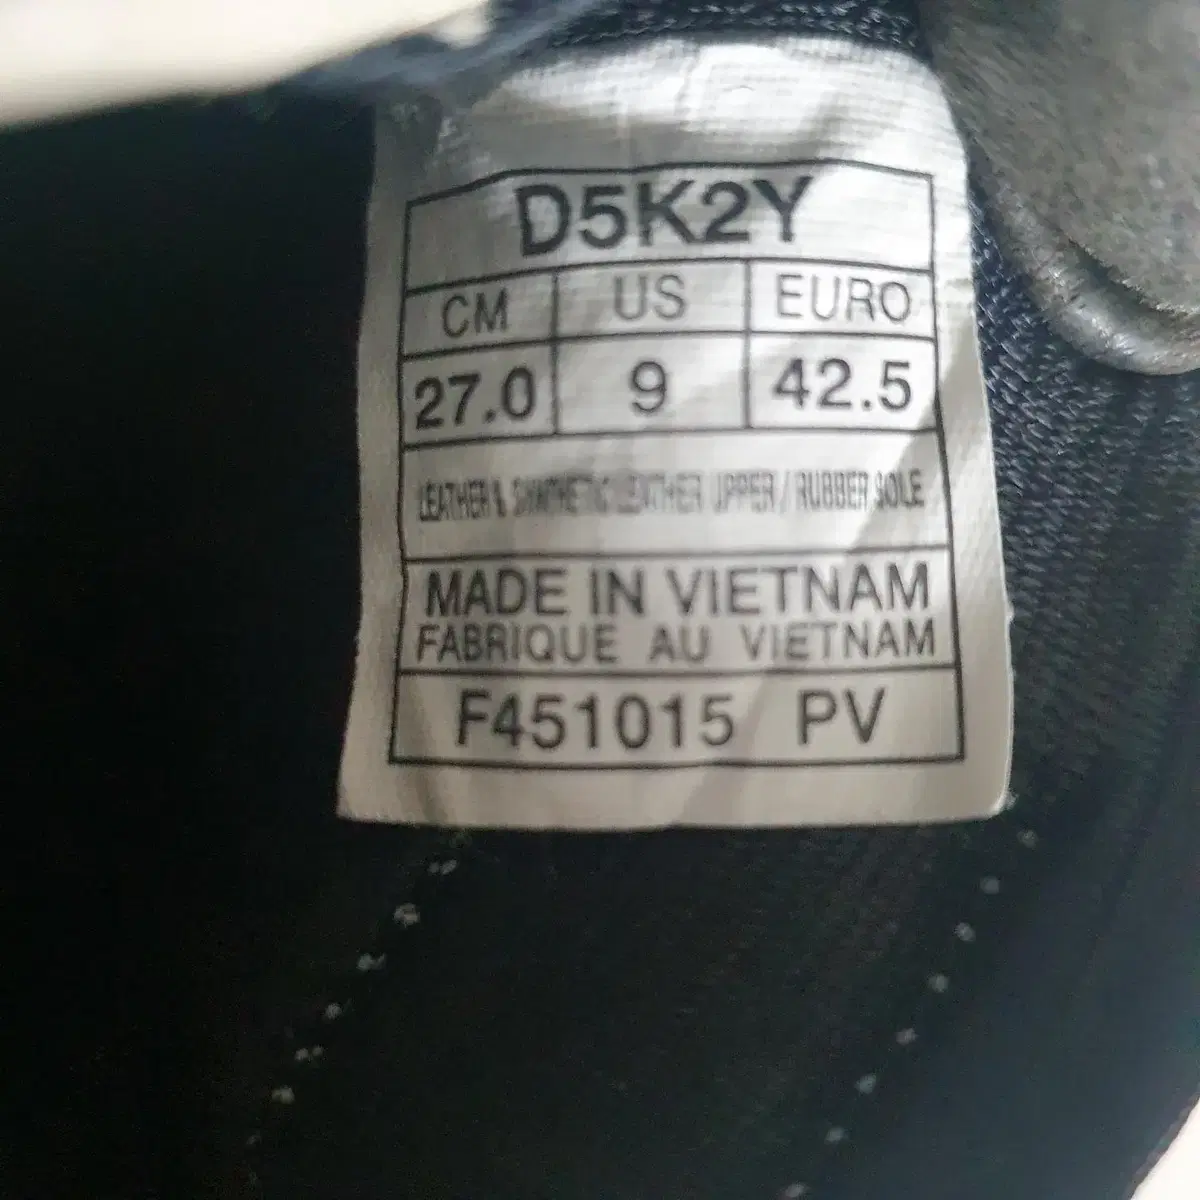 D5K2Y
CM US EURO
27.0 9 42.5
LEATHER & SYNTHETIC LEATHER UPPER / RUBBER SOLE
MADE IN VIETNAM
FABRIQUE AU VIETNAM
F451015 PV